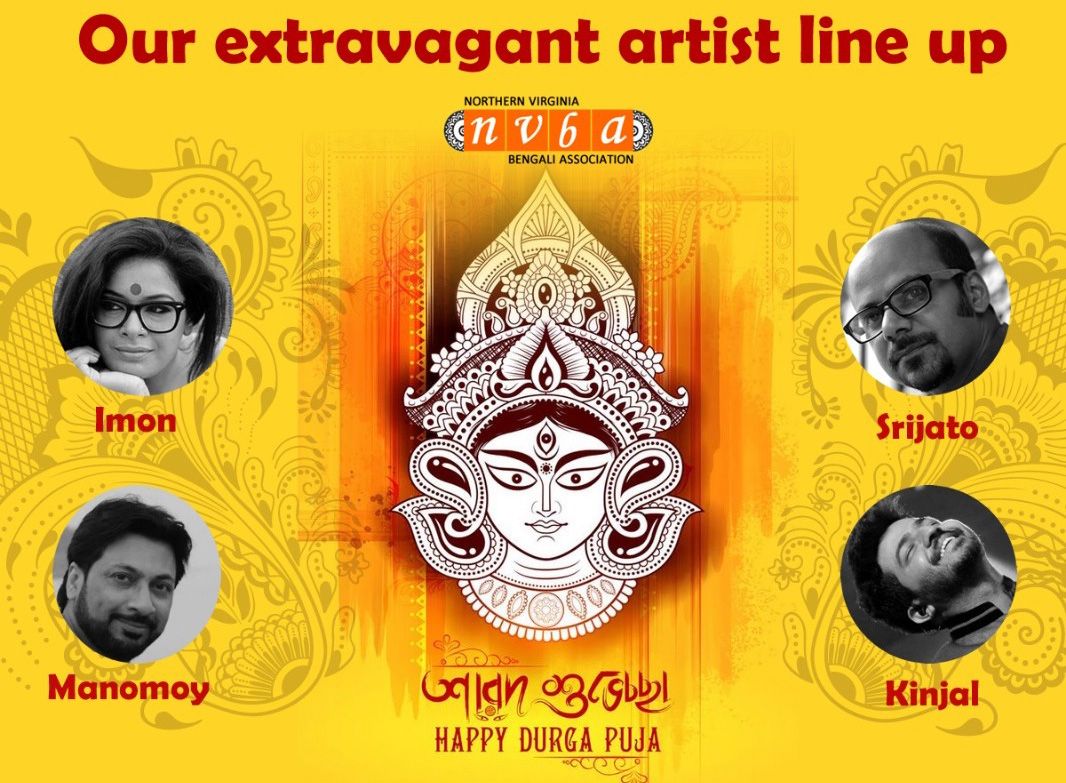 Our extravagant artist line up
NORTHERN VIRGINIA
nvba
BENGALI ASSOCIATION
Imon
Srijato
Manomoy
Kinjal
শারদ শুভেচ্ছা
HAPPY DURGA PUJA